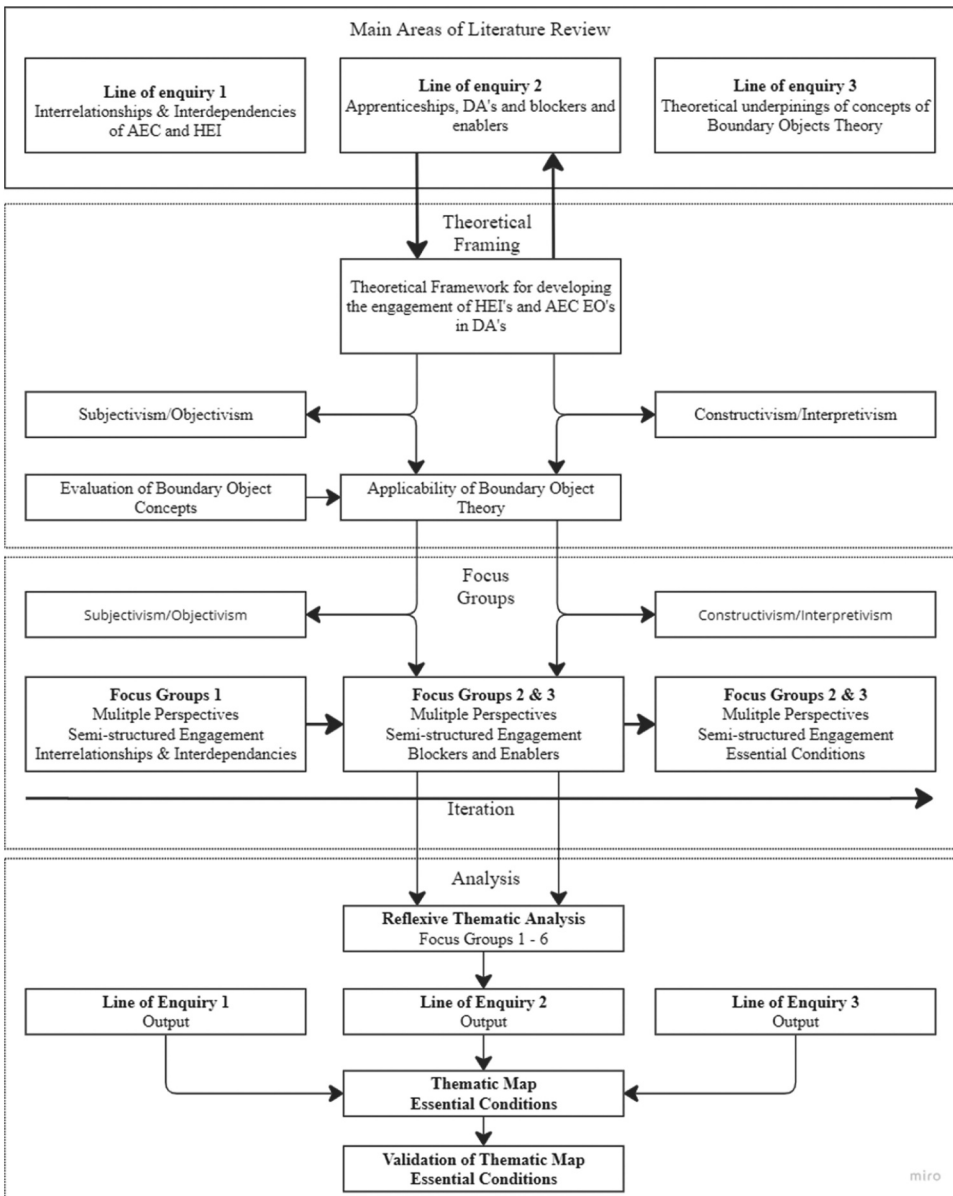 Main Areas of Literature Review
Line of enquiry 1
Interrelationships & Interdependencies
of AEC and HEI
Line of enquiry 2
Apprenticeships, DA's and blockers and
enablers
Line of enquiry 3
Theoretical underpinings of concepts of
Boundary Objects Theory
Theoretical
Framing
Theoretical Framework for developing
the engagement of HEI's and AEC EO's
in DA's
Subjectivism/Objectivism
Constructivism/Interpretivism
Evaluation of Boundary Object
Concepts
Applicability of Boundary Object
Theory
Focus
Groups
Subjectivism/Objectivism
Constructivism/Interpretivism
Focus Groups 1
Mulitple Perspectives
Semi-structured Engagement
Interrelationships & Interdependancies
Focus Groups 2 & 3
Mulitple Perspectives
Semi-structured Engagement
Blockers and Enablers
Focus Groups 2 & 3
Mulitple Perspectives
Semi-structured Engagement
Essential Conditions
Iteration
Analysis
Reflexive Thematic Analysis
Focus Groups 1 - 6
Line of Enquiry 1
Output
Line of Enquiry 2
Output
Line of Enquiry 3
Output
Thematic Map
Essential Conditions
Validation of Thematic Map
Essential Conditions
miro